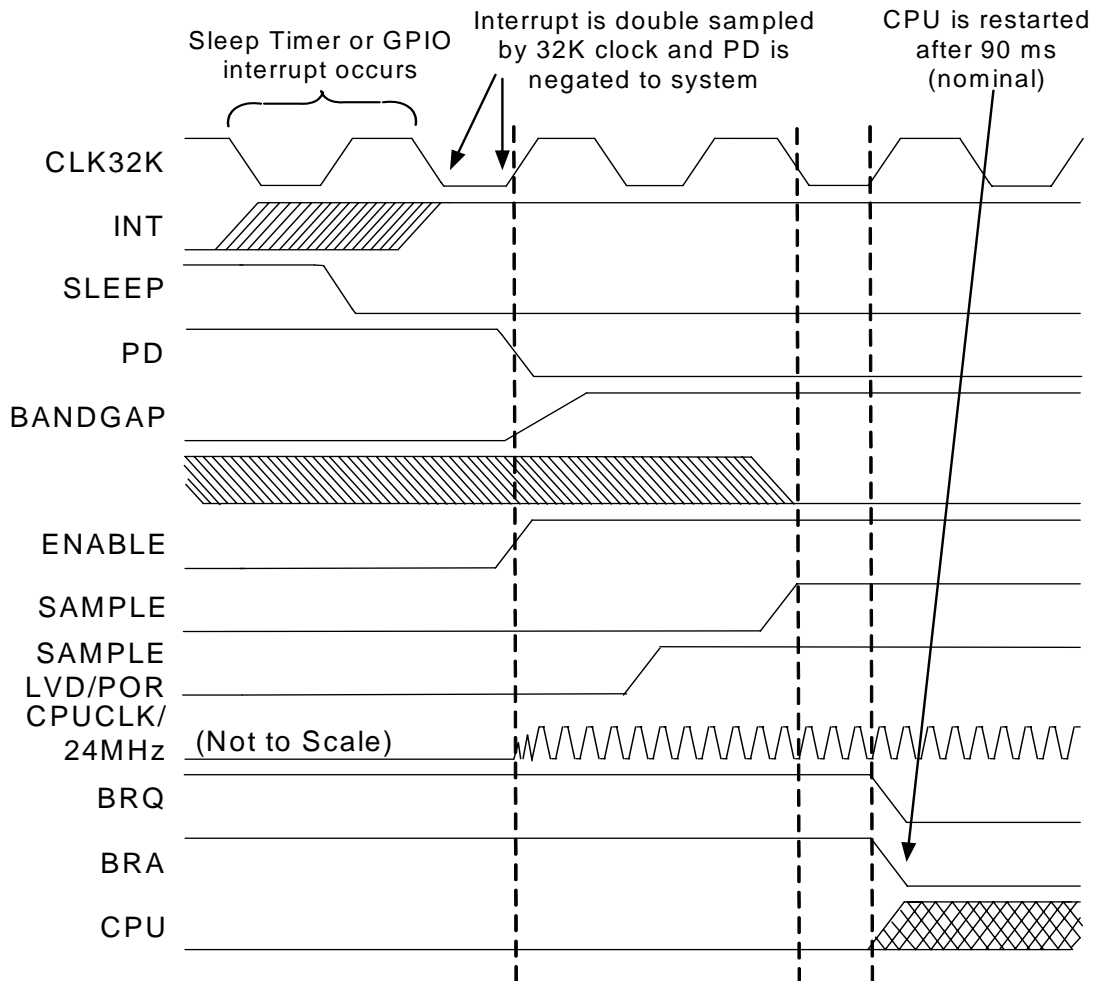 Sleep Timer or GPIO
interrupt occurs
Interrupt is double sampled
by 32K clock and PD is
negated to system
CPU is restarted
after 90 ms
(nominal)
CLK32K
INT
SLEEP
PD
BANDGAP
ENABLE
SAMPLE
SAMPLE
LVD/POR
CPUCLK/
24MHz
(Not to Scale)
BRQ
BRA
CPU